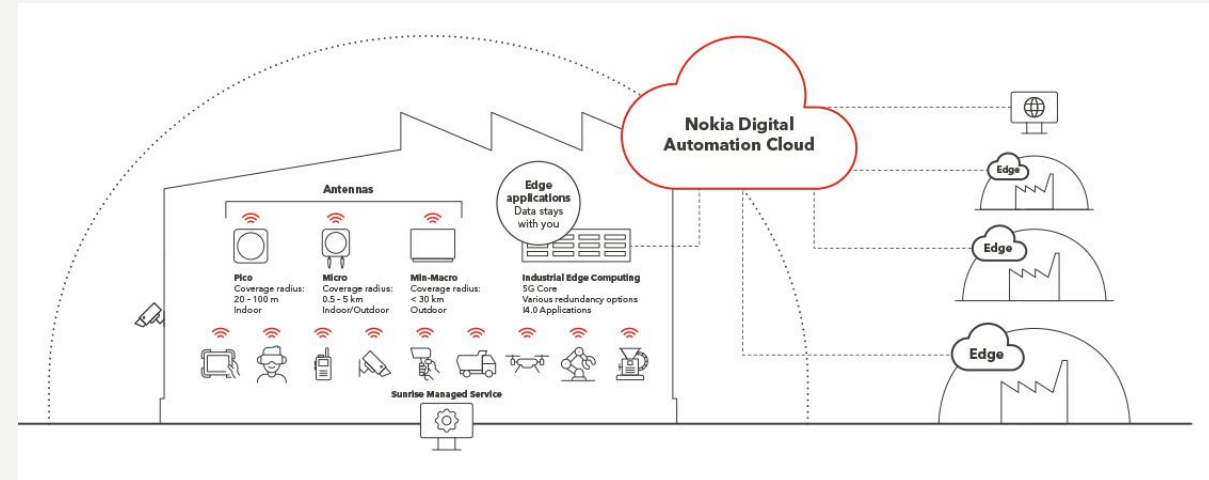 Nokia Digital
Automation Cloud
Antennas
Edge
applications
Data stays
with you
Pico
Coverage radius:
20 – 100 m
Indoor
Micro
Coverage radius:
0.5 – 5 km
Indoor/Outdoor
Min-Macro
Coverage radius:
< 30 km
Outdoor
Industrial Edge Computing
5G Core
Various redundancy options
I4.0 Applications
Sunrise Managed Service
Edge
Edge
Edge